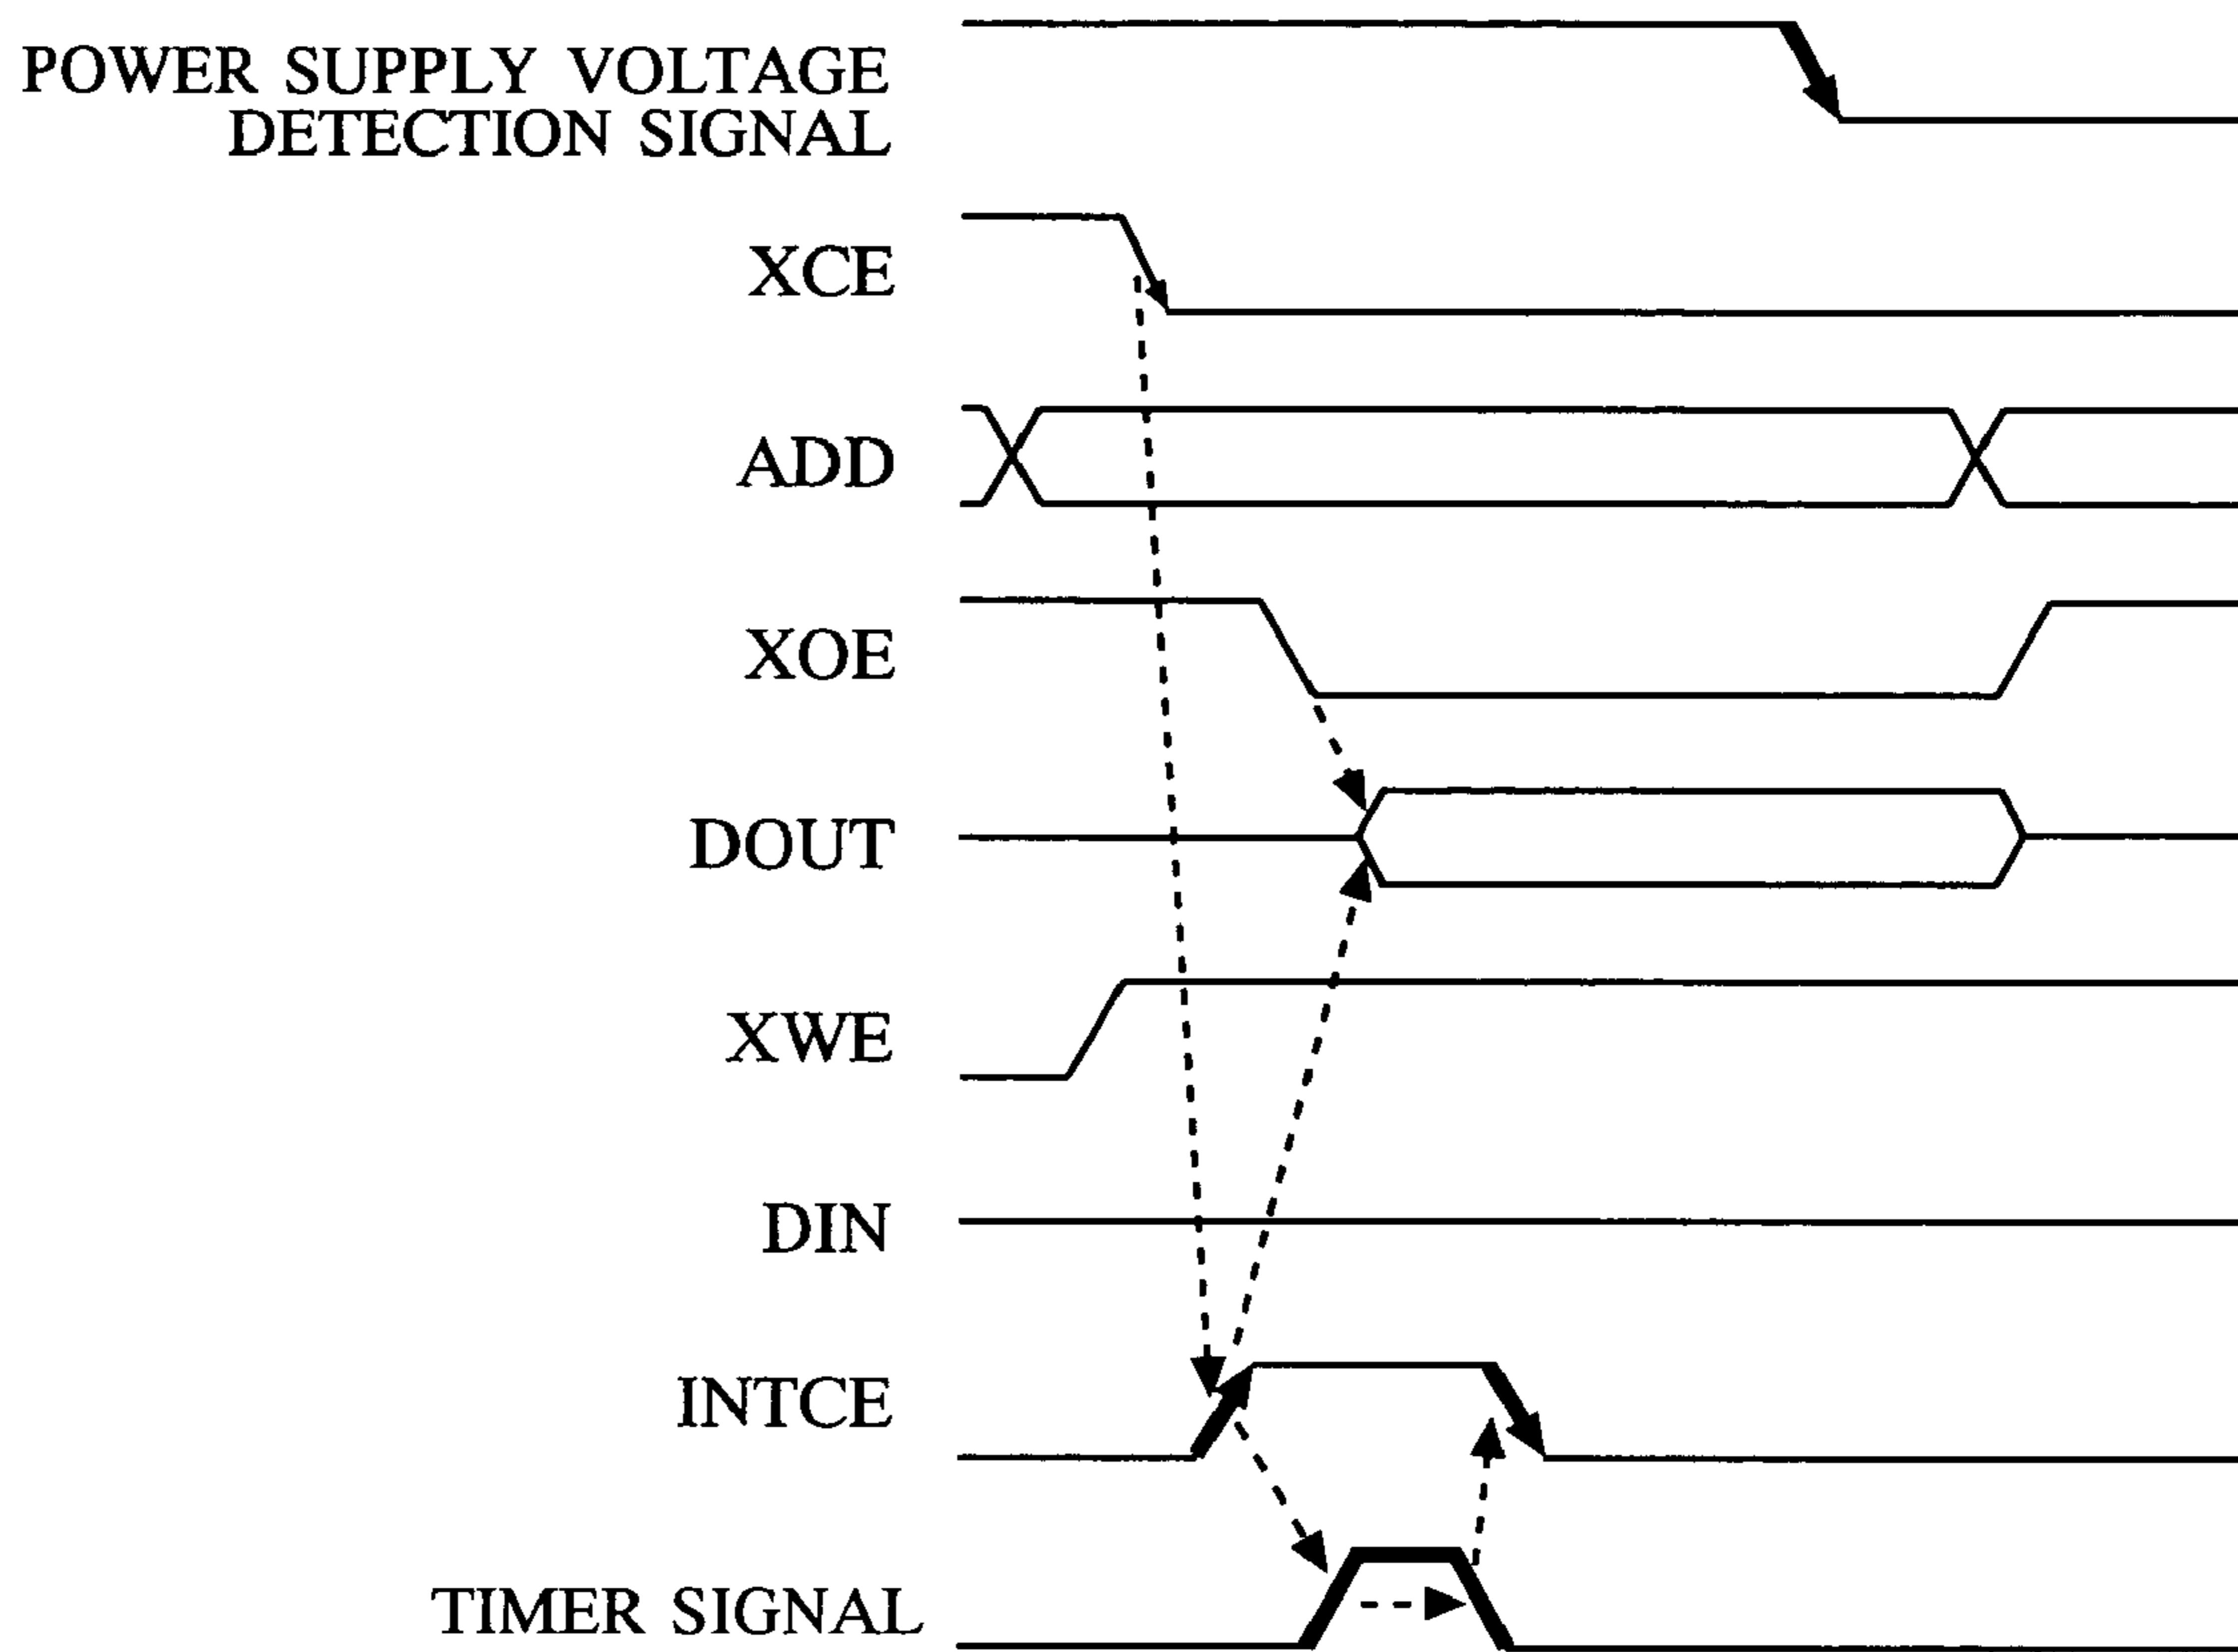 POWER SUPPLY VOLTAGE
DETECTION SIGNAL
XCE
ADD
XOE
DOUT
XWE
DIN
INTCE
TIMER SIGNAL